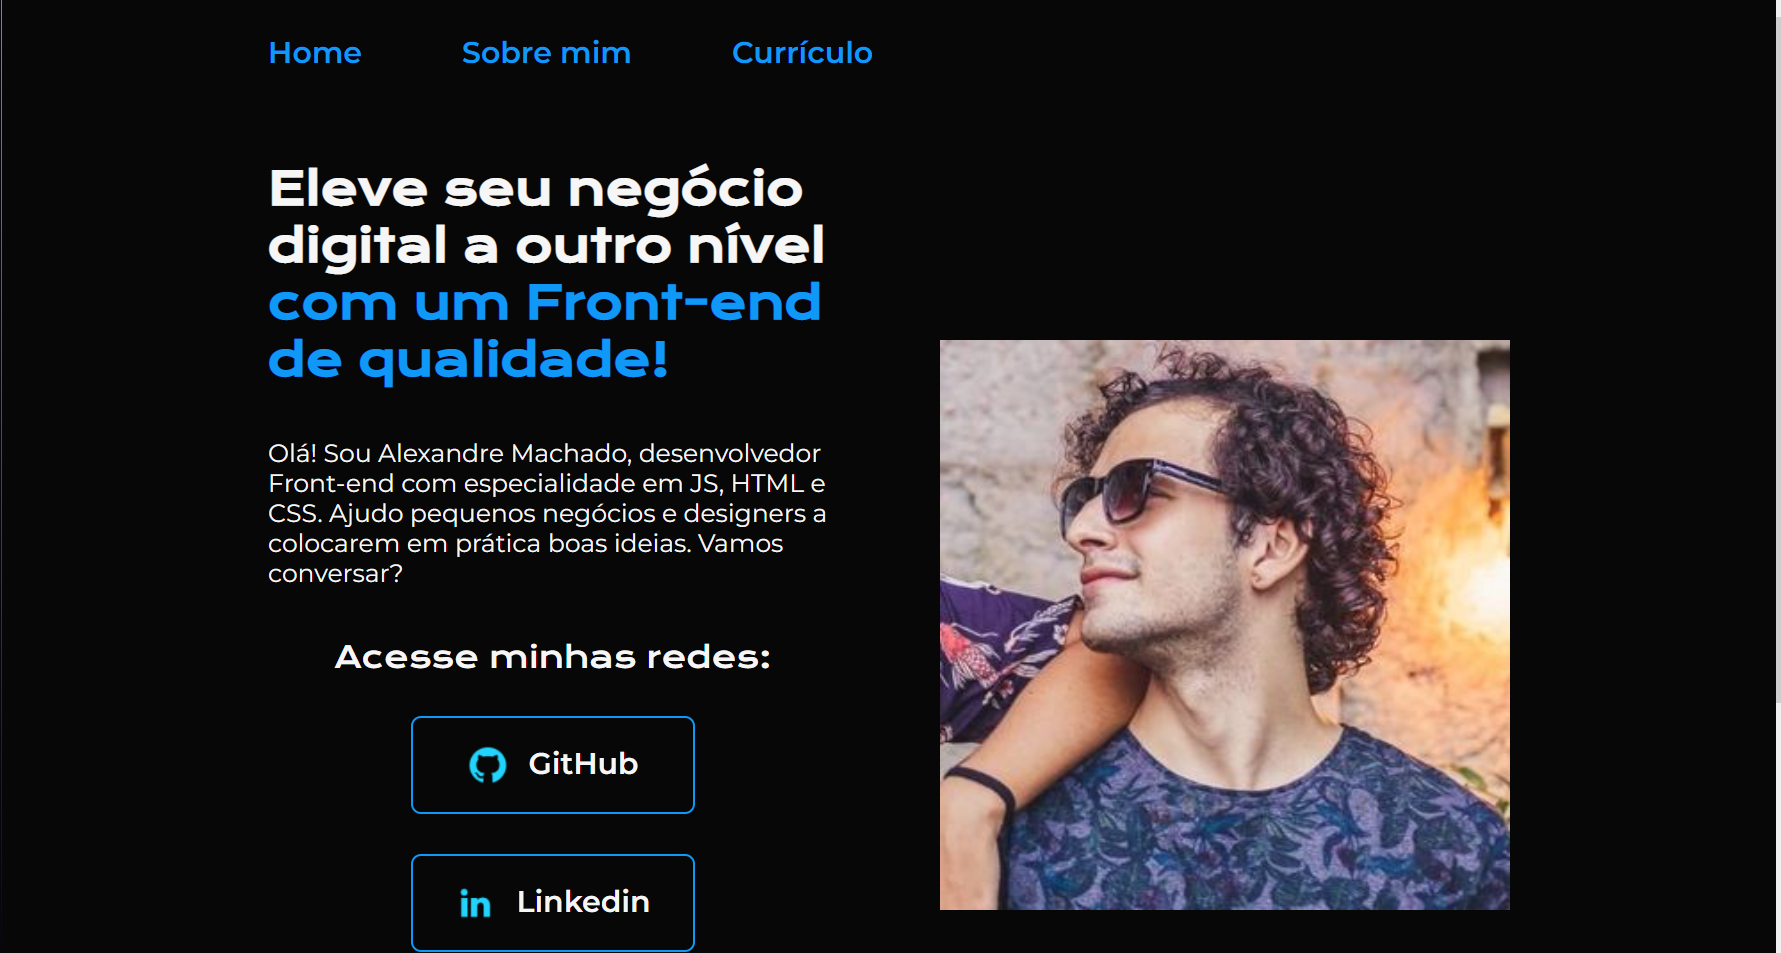 Home
Sobre mim
Currículo
Eleve seu negócio
digital a outro nível
com um Front-end
de qualidade!
Olá! Sou Alexandre Machado, desenvolvedor
Front-end com especialidade em JS, HTML e
CSS. Ajudo pequenos negócios e designers a
colocarem em prática boas ideias. Vamos
conversar?
Acesse minhas redes:
GitHub
in Linkedin